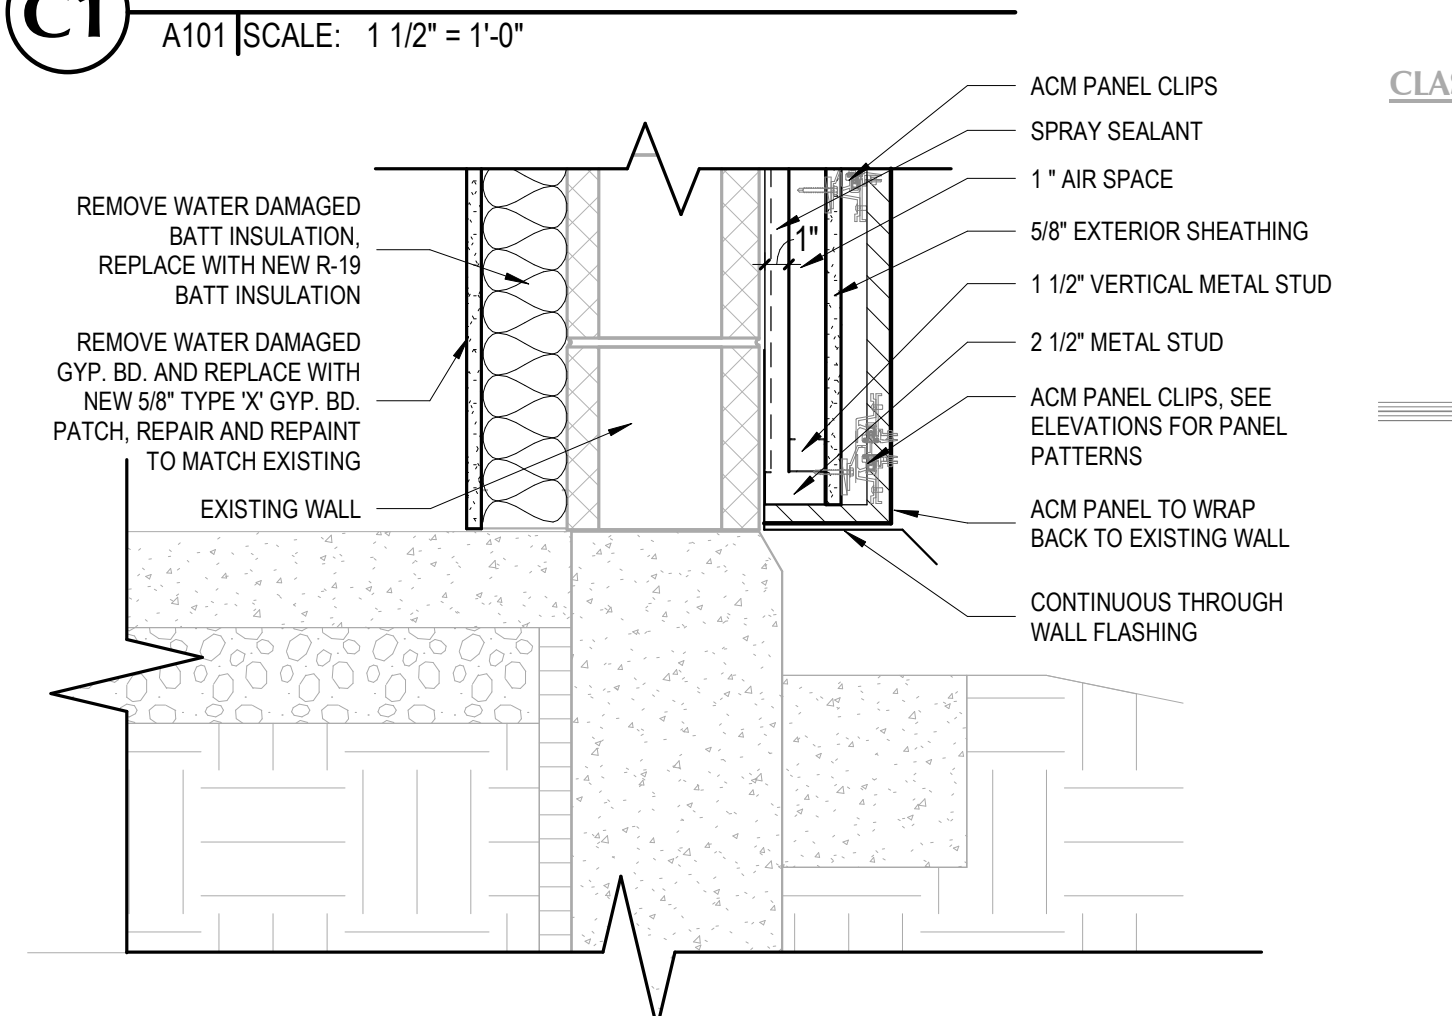 C1
A101 SCALE: 1 1/2" = 1'-0"
REMOVE WATER DAMAGED
BATT INSULATION,
REPLACE WITH NEW R-19
BATT INSULATION
REMOVE WATER DAMAGED
GYP. BD. AND REPLACE WITH
NEW 5/8" TYPE 'X' GYP. BD.
PATCH, REPAIR AND REPAINT
TO MATCH EXISTING
EXISTING WALL
1"
ACM PANEL CLIPS
SPRAY SEALANT
1 " AIR SPACE
5/8" EXTERIOR SHEATHING
1 1/2" VERTICAL METAL STUD
2 1/2" METAL STUD
ACM PANEL CLIPS, SEE
ELEVATIONS FOR PANEL
PATTERNS
ACM PANEL TO WRAP
BACK TO EXISTING WALL
CONTINUOUS THROUGH
WALL FLASHING